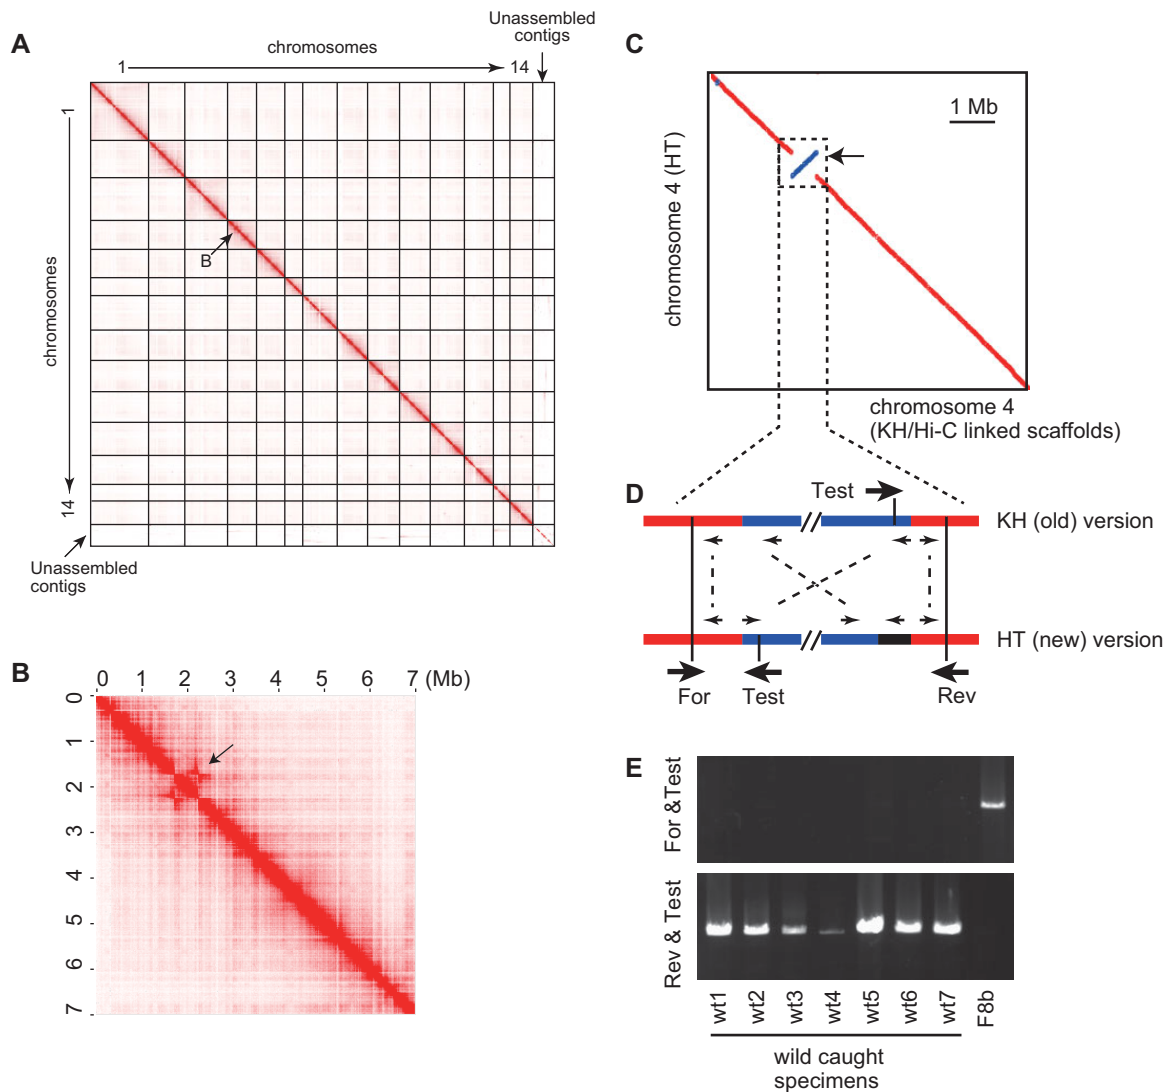 A
chromosomes
Unassembled
contigs
1
14
1
chromosomes
14
B
Unassembled
contigs
B
0 1 2 3 4 5 6 7 (Mb)
0
1
2
3
4
5
6
7
C
1 Mb
chromosome 4 (HT)
chromosome 4
(KH/Hi-C linked scaffolds)
D
Test
KH (old) version
HT (new) version
For
Test
Rev
E
For &Test
Rev & Test
wt1 wt2 wt3 wt4 wt5 wt6 wt7 F8b
wild caught
specimens